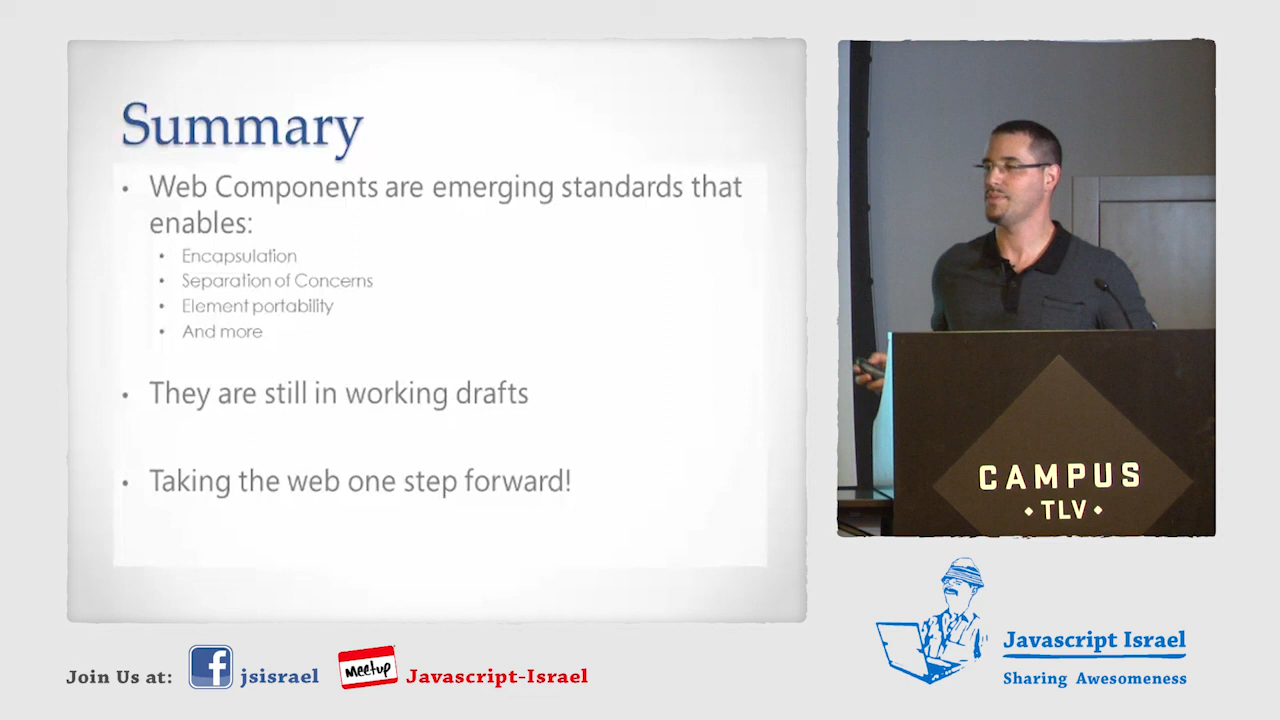 Summary
• Web Components are emerging standards that
enables:
• Encapsulation
• Separation of Concerns
• Element portability
• And more
• They are still in working drafts
• Taking the web one step forward!
CAMPUS
TLV
Join Us at:
f
jsisrael
Meetup
Javascript-Israel
Javascript Israel
Sharing Awesomeness